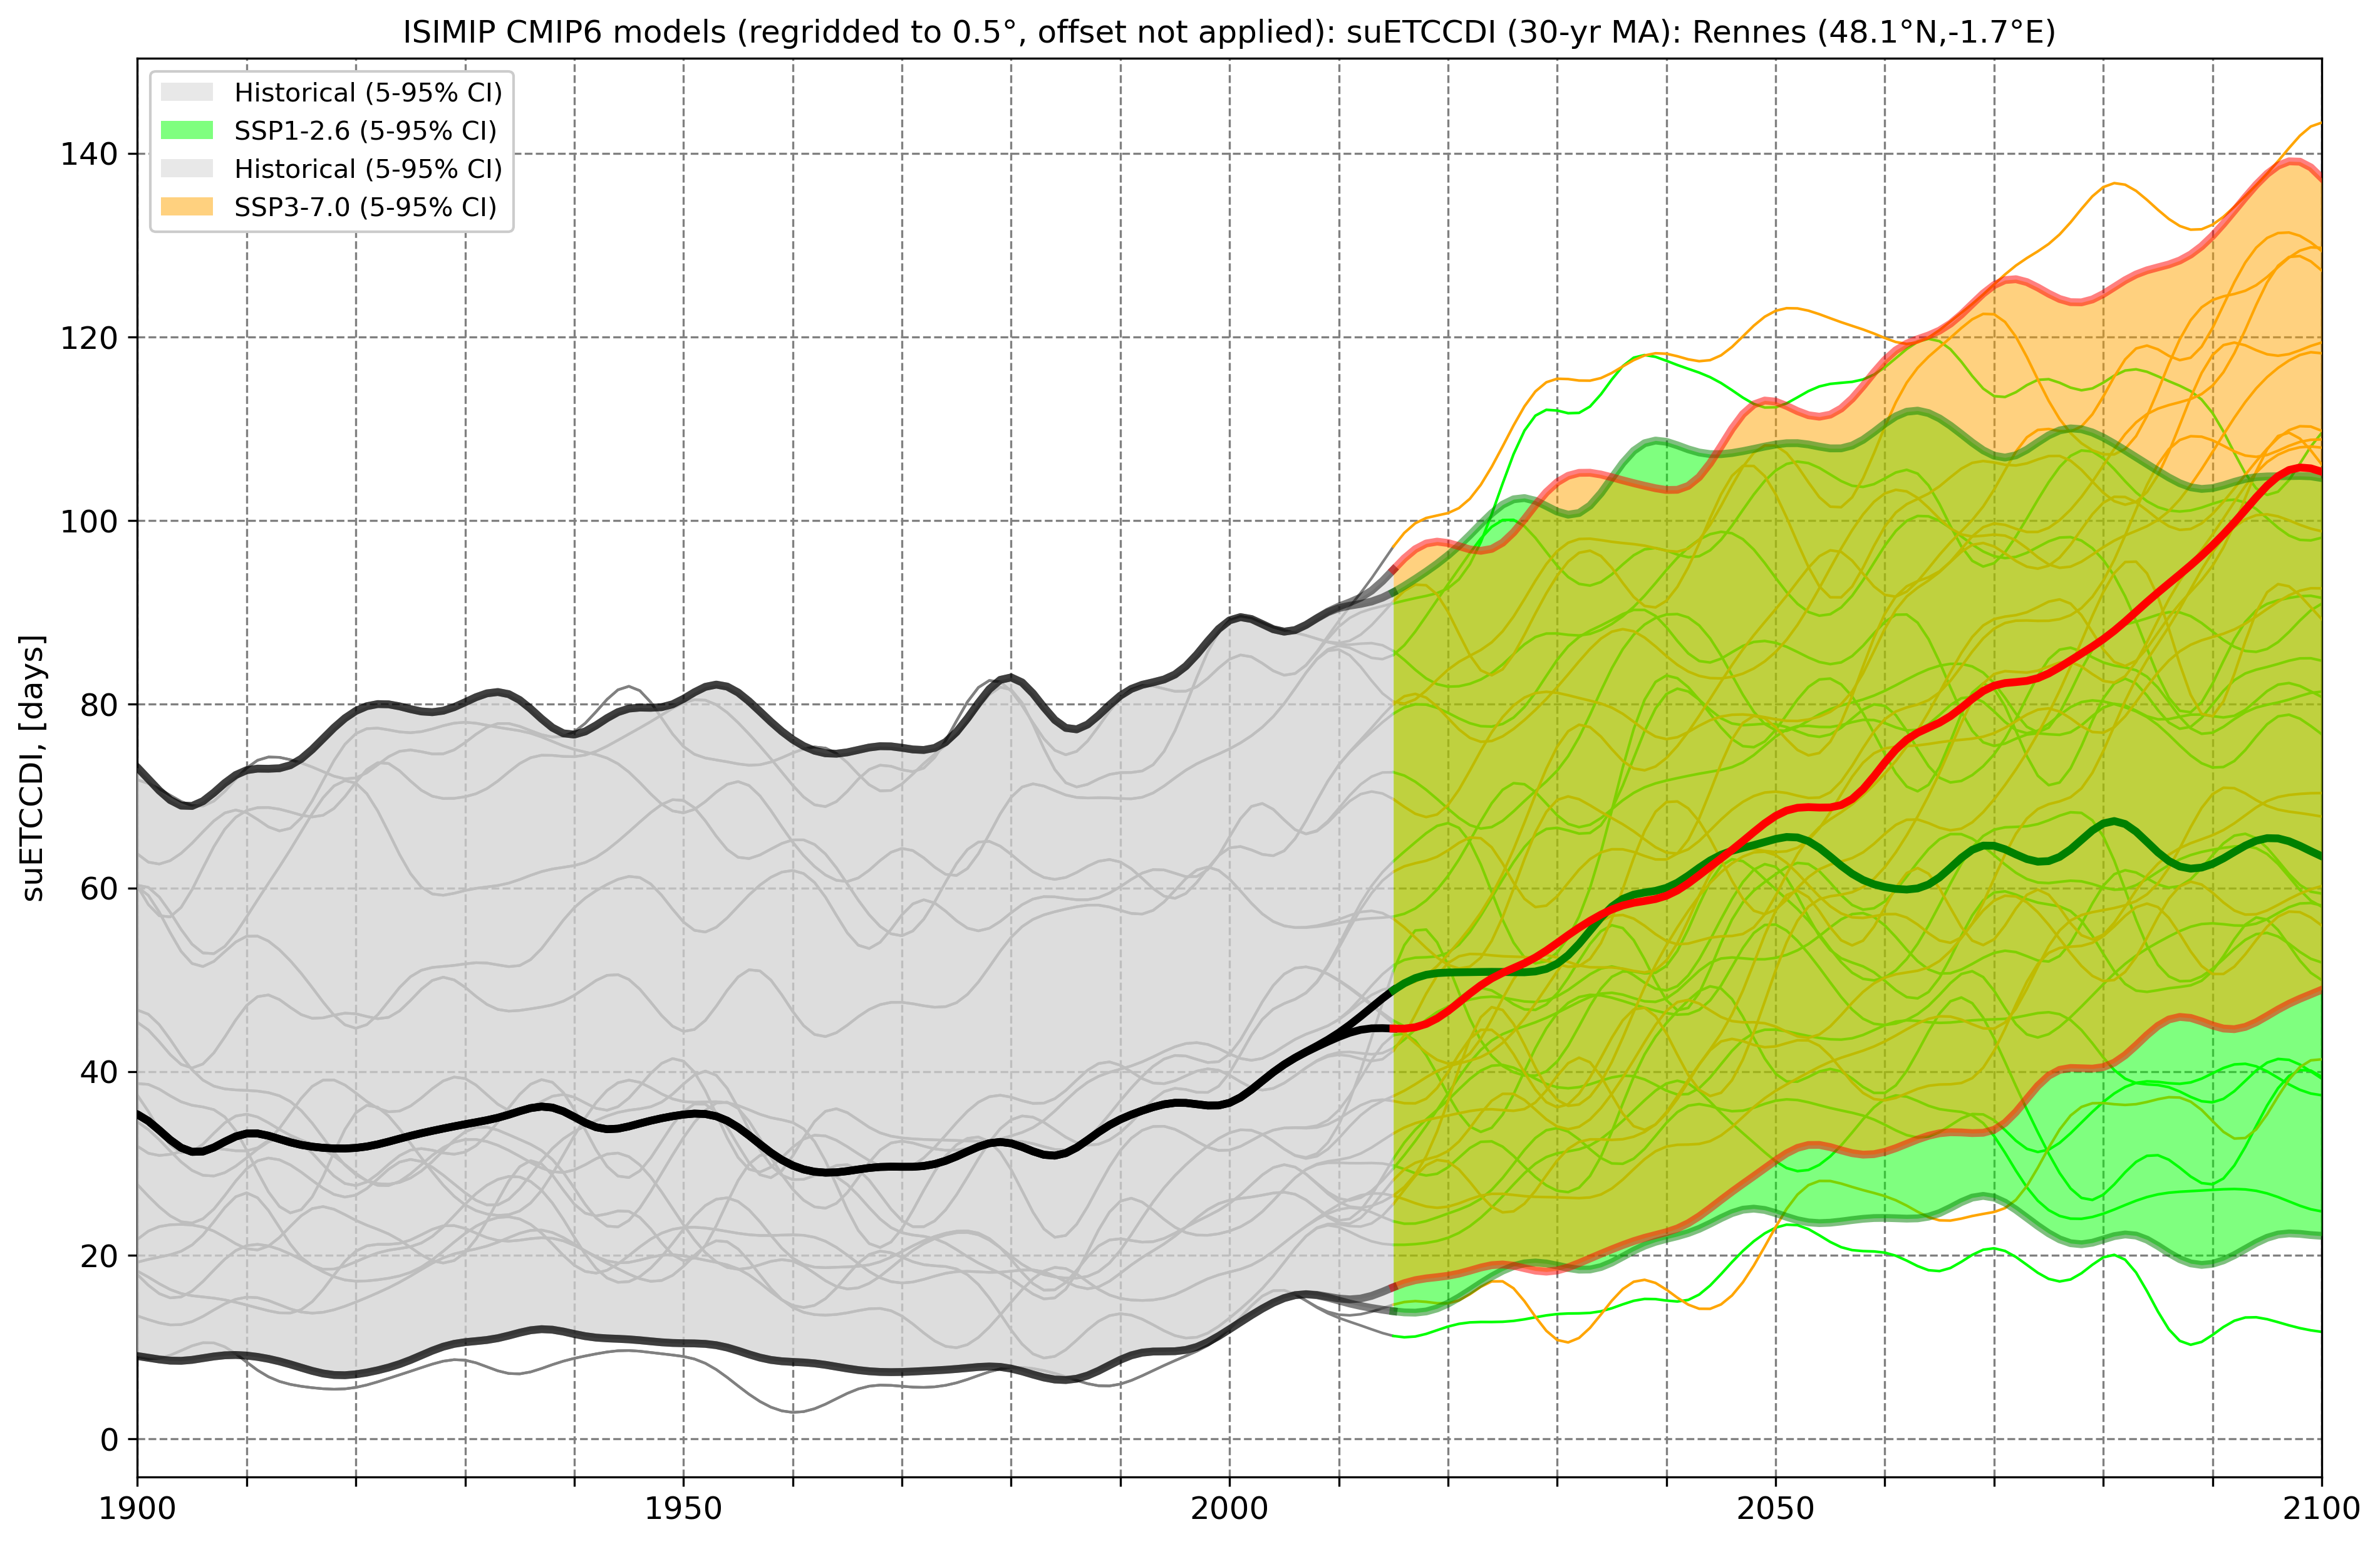 ISIMIP CMIP6 models (regridded to 0.5°, offset not applied): suETCCDI (30-yr MA): Rennes (48.1°N,-1.7°E)
Historical (5-95% CI)
SSP1-2.6 (5-95% CI)
Historical (5-95% CI)
SSP3-7.0 (5-95% CI)
suETCCDI, [days]
140
120
100
80
60
40
20
0
1900 1950 2000 2050 2100